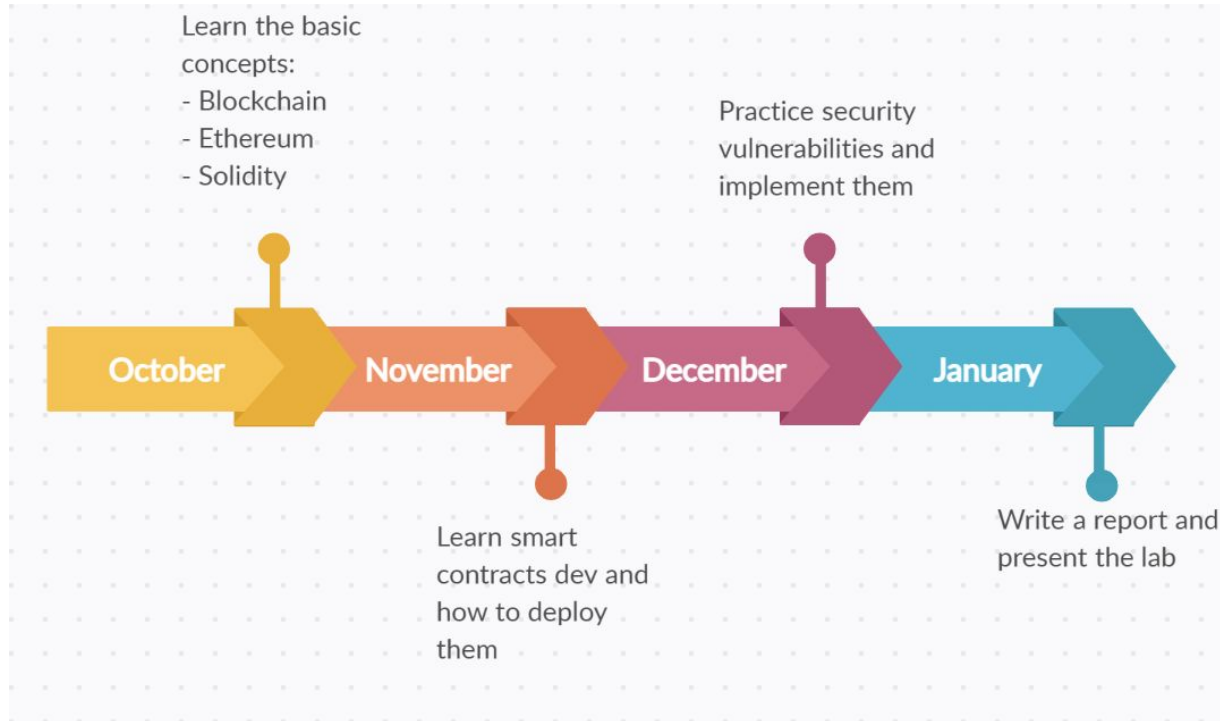 Learn the basic
concepts:
- Blockchain
- Ethereum
- Solidity
Practice security
vulnerabilities and
implement them
October
November
December
January
Learn smart
contracts dev and
how to deploy
them
Write a report and
present the lab